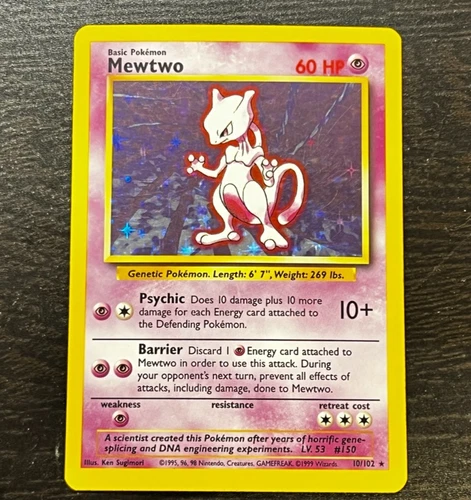 Basic Pokémon
Mewtwo 60 HP
Genetic Pokémon. Length: 6' 7", Weight: 269 lbs.
Psychic Does 10 damage plus 10 more
damage for each Energy card attached to
the Defending Pokémon.
10+
Barrier Discard 1 Energy card attached to
Mewtwo in order to use this attack. During
your opponent's next turn, prevent all effects of
attacks, including damage, done to Mewtwo.
weakness resistance retreat cost
A scientist created this Pokémon after years of horrific gene-
splicing and DNA engineering experiments. LV. 53 #150
Illus. Ken Sugimori ©1995, 96, 98 Nintendo, Creatures, GAMEFREAK. ©1999 Wizards. 10/102 ★